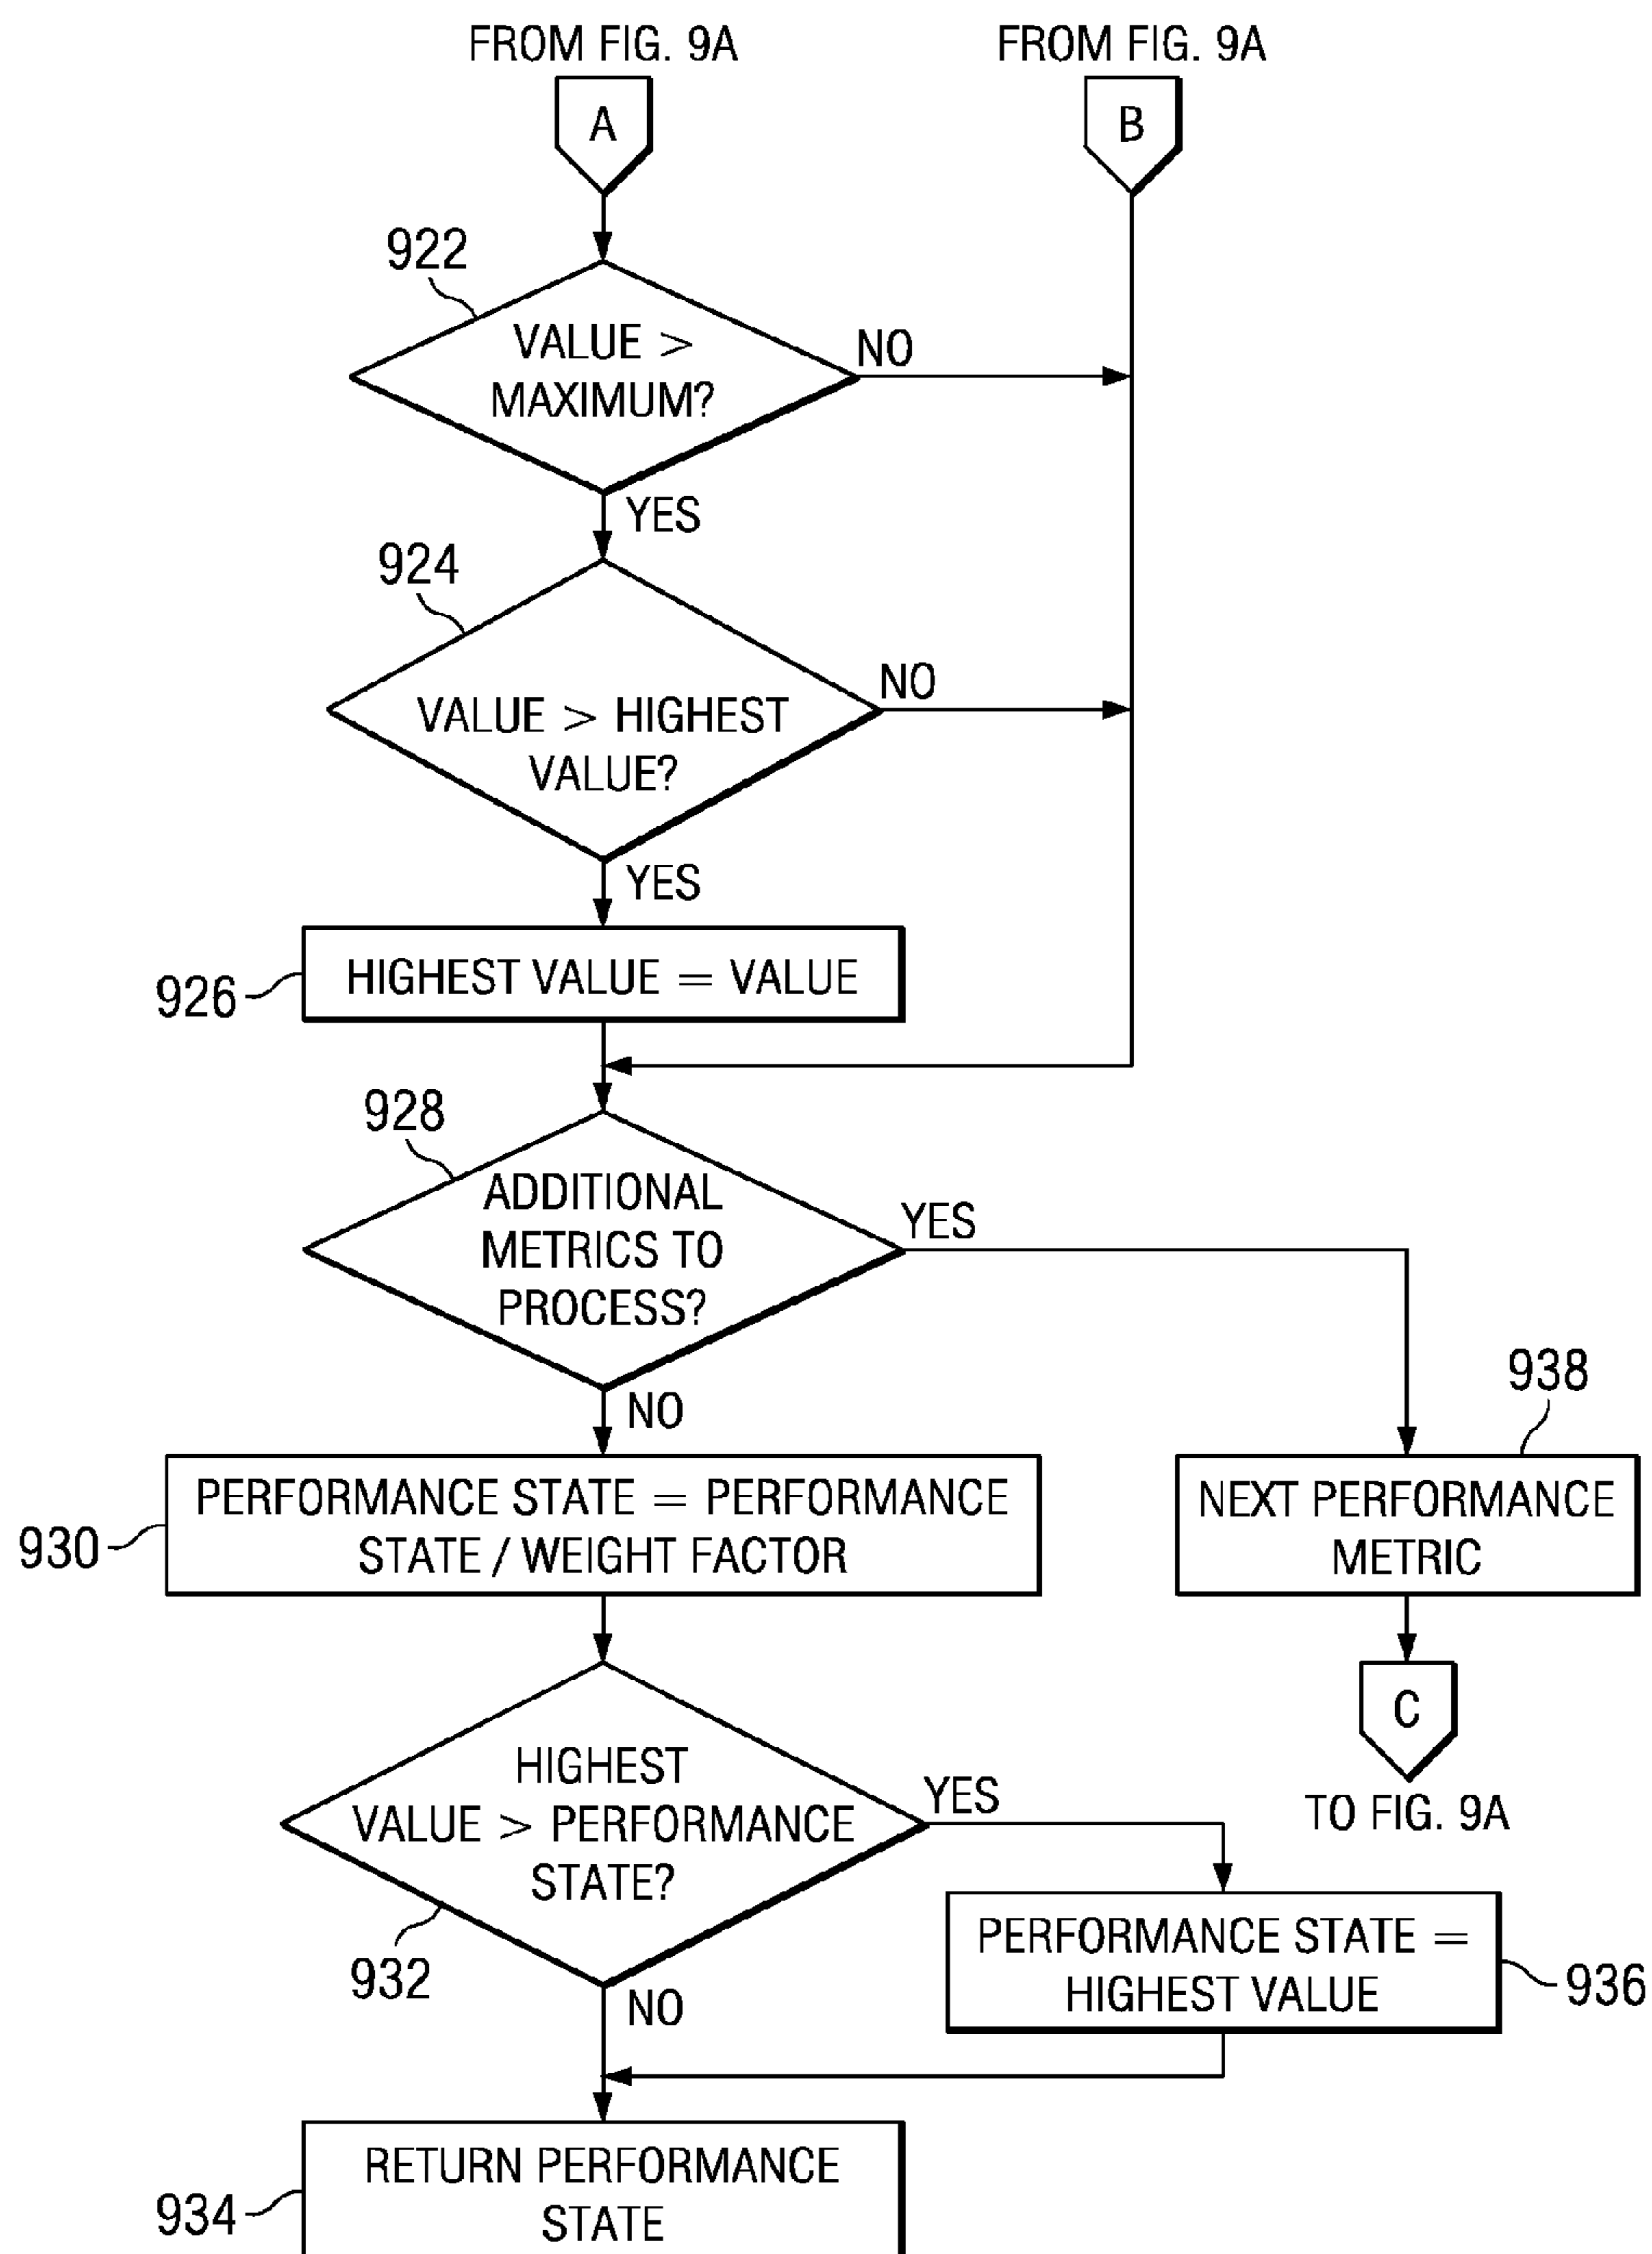 FROM FIG. 9A
FROM FIG. 9A
A
B
922
VALUE >
MAXIMUM?
NO
YES
924
VALUE > HIGHEST
VALUE?
NO
YES
926
HIGHEST VALUE = VALUE
928
ADDITIONAL
METRICS TO
PROCESS?
YES
NO
938
930
PERFORMANCE STATE = PERFORMANCE
STATE / WEIGHT FACTOR
NEXT PERFORMANCE
METRIC
C
TO FIG. 9A
HIGHEST
VALUE > PERFORMANCE
STATE?
YES
932
NO
PERFORMANCE STATE =
HIGHEST VALUE
936
934
RETURN PERFORMANCE
STATE